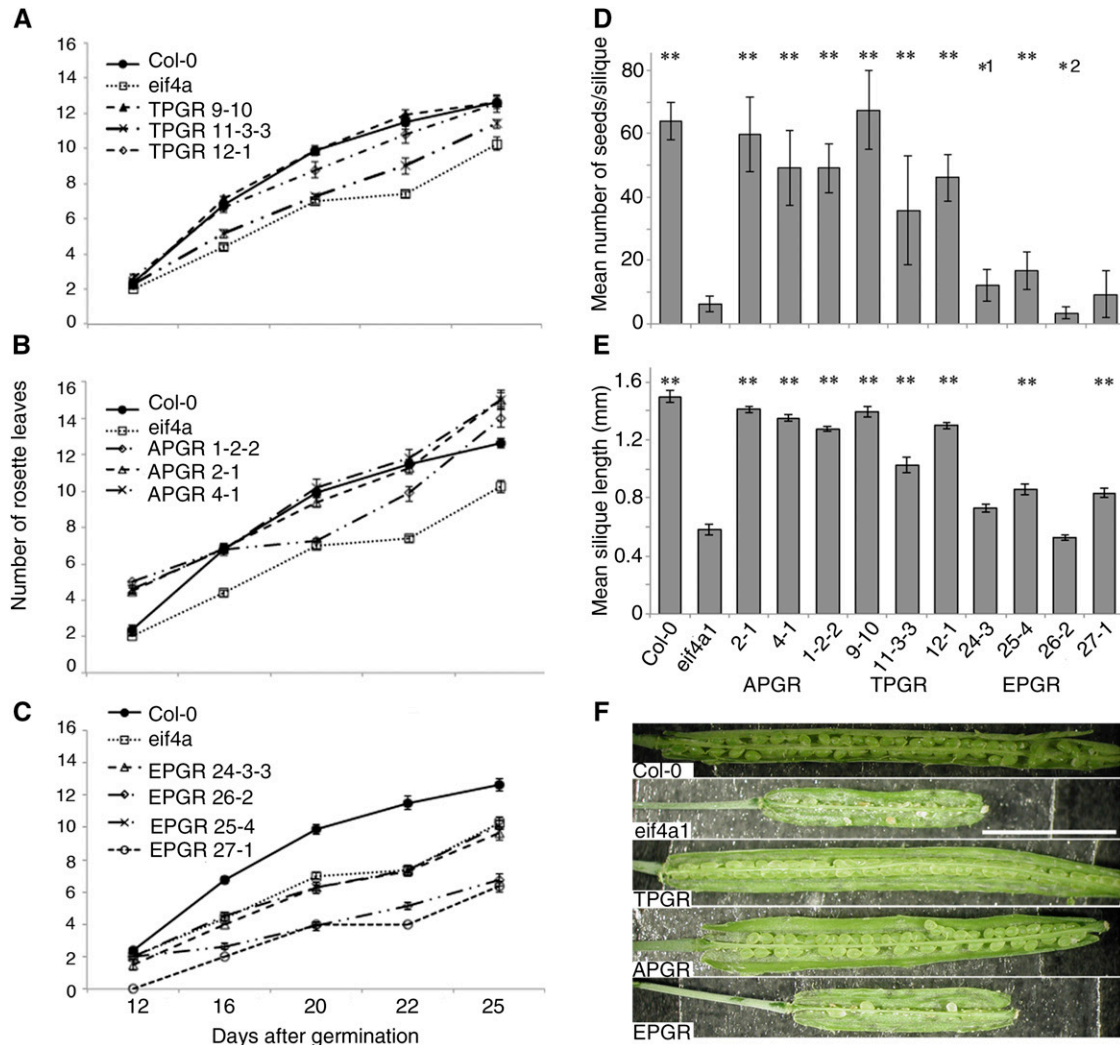 A
16
14
12
10
8
6
4
2
0
Col-0
eif4a
TPGR 9-10
TPGR 11-3-3
TPGR 12-1
B
16
14
12
10
8
6
4
2
0
Col-0
eif4a
APGR 1-2-2
APGR 2-1
APGR 4-1
Number of rosette leaves
C
16
14
12
10
8
6
4
2
0
Col-0
eif4a
EPGR 24-3-3
EPGR 26-2
EPGR 25-4
EPGR 27-1
12 16 20 22 25
Days after germination
D
Mean number of seeds/silique
80
60
40
20
0
** ** ** ** ** ** ** *1 ** *2
E
Mean silique length (mm)
1.6
1.2
0.8
0.4
0
** ** ** ** ** ** ** ** **
Col-0 eif4a1 2-1 4-1 1-2-2 9-10 11-3-3 12-1 24-3 25-4 26-2 27-1
APGR TPGR EPGR
F
Col-0
eif4a1
TPGR
APGR
EPGR